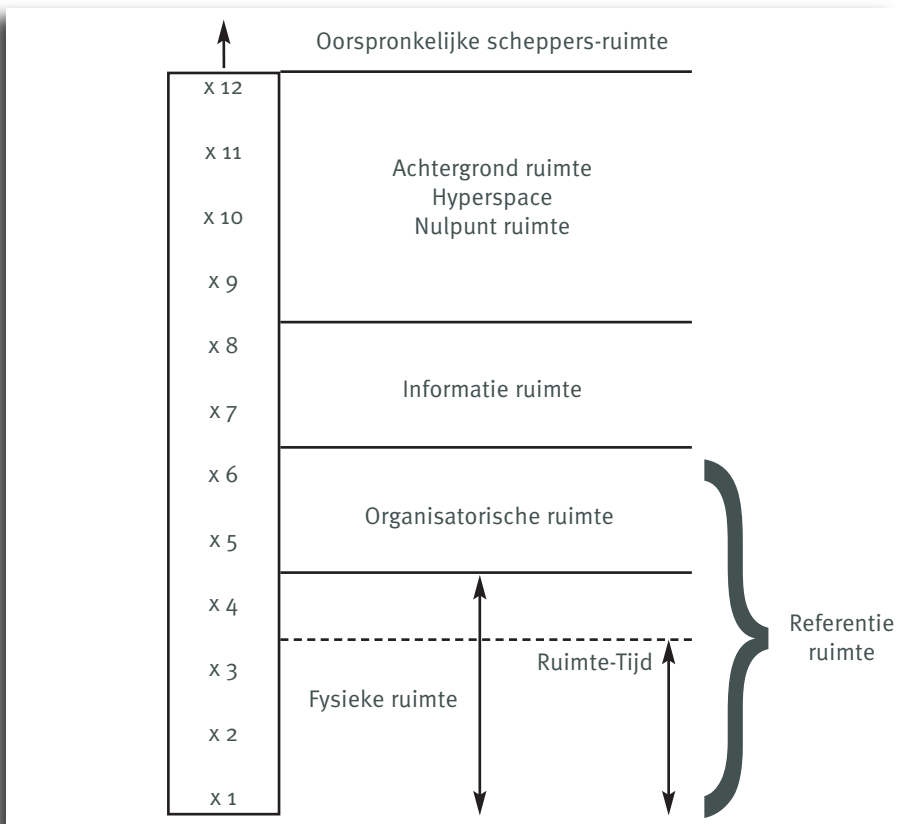 Oorspronkelijke scheppers-ruimte
x 12
x 11
Achtergrond ruimte
Hyperspace
x 10
Nulpunt ruimte
x 9
x 8
Informatie ruimte
x 7
x 6
Organisatorische ruimte
x 5
x 4
Referentie
ruimte
Ruimte-Tijd
x 3
Fysieke ruimte
x 2
x 1